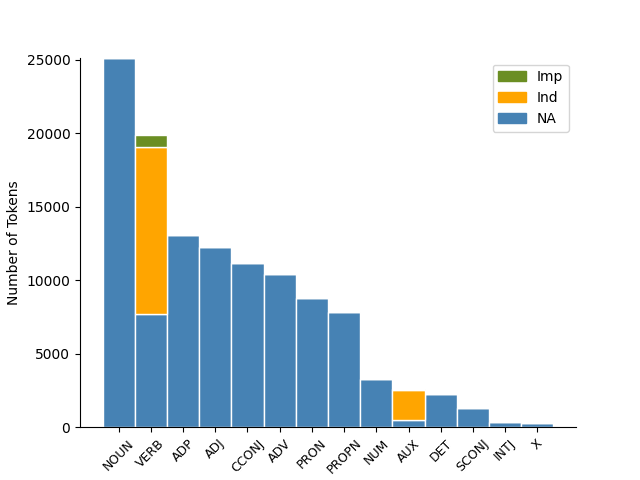 25000
20000
15000
10000
5000
0
Number of Tokens
Imp
Ind
NA
NOUN
VERB
ADP
ADJ
CCONJ
ADV
PRON
PROPN
NUM
AUX
DET
SCONJ
INTJ
X